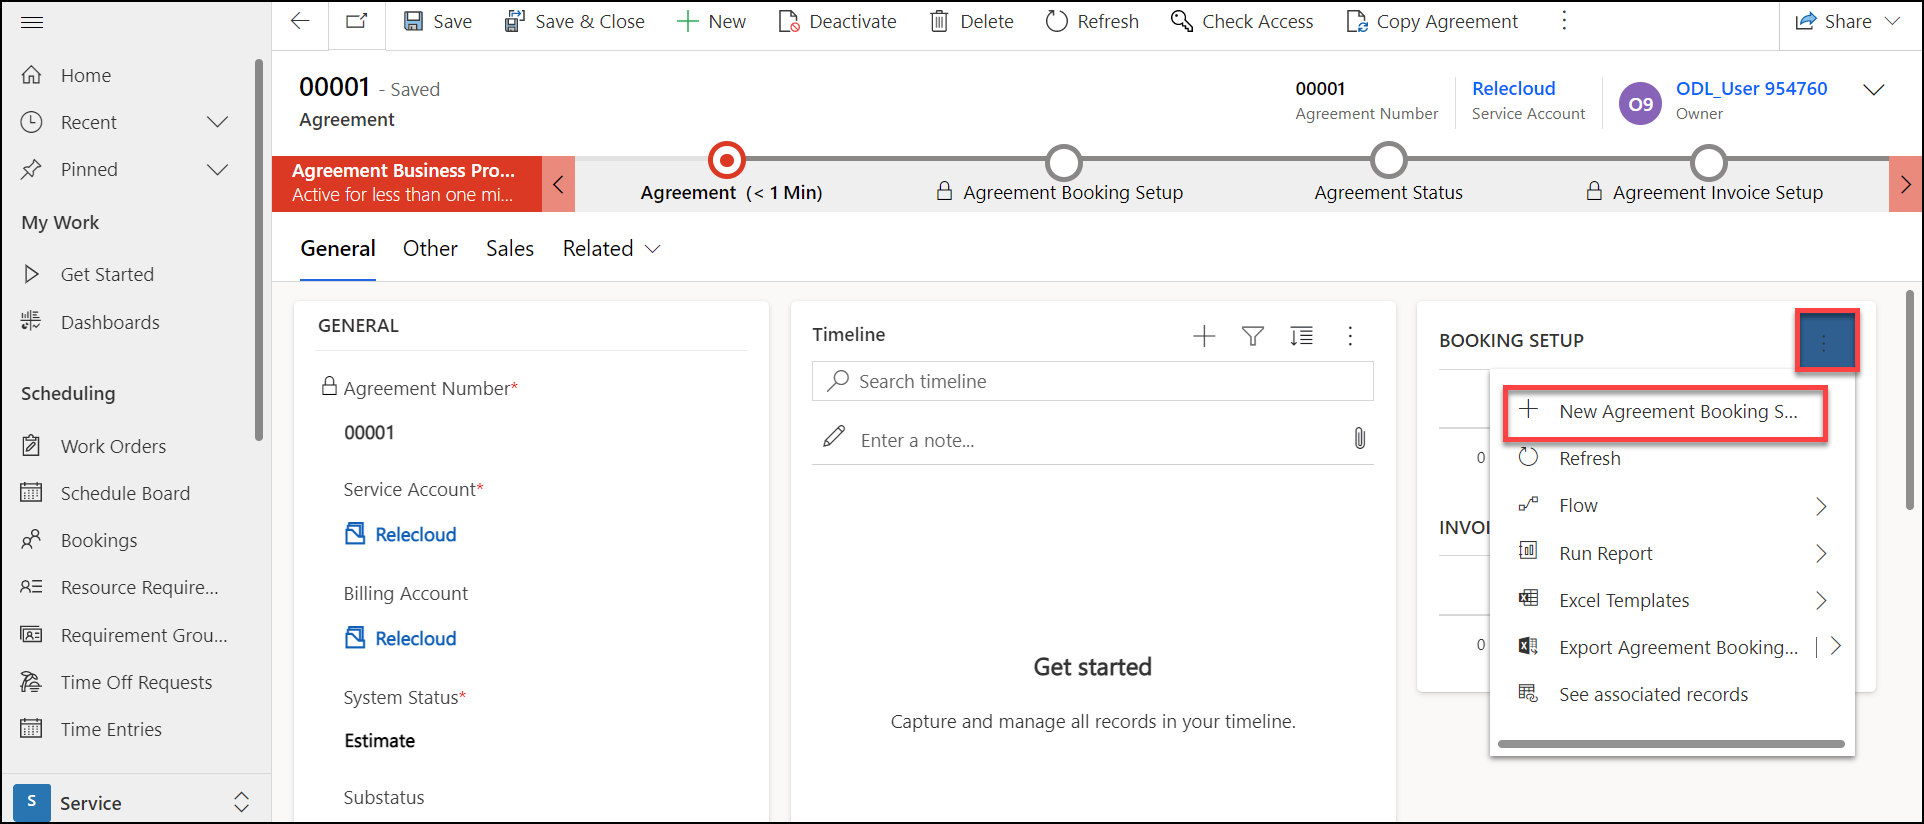 Save
Save & Close
New
Deactivate
Delete
Refresh
Check Access
Copy Agreement
Share
Home
Recent
Pinned
My Work
Get Started
Dashboards
Scheduling
Work Orders
Schedule Board
Bookings
Resource Require...
Requirement Grou...
Time Off Requests
Time Entries
S Service
00001 - Saved
Agreement
00001
Agreement Number
Relecloud
Service Account
O9
ODL_User 954760
Owner
Agreement Business Pro...
Active for less than one mi...
Agreement (< 1 Min)
Agreement Booking Setup
Agreement Status
Agreement Invoice Setup
General
Other
Sales
Related
GENERAL
Agreement Number*
00001
Service Account*
Relecloud
Billing Account
Relecloud
System Status*
Estimate
Substatus
Timeline
Search timeline
Enter a note...
Get started
Capture and manage all records in your timeline.
BOOKING SETUP
0
INVOI
0
New Agreement Booking S...
Refresh
Flow
Run Report
Excel Templates
Export Agreement Booking...
See associated records